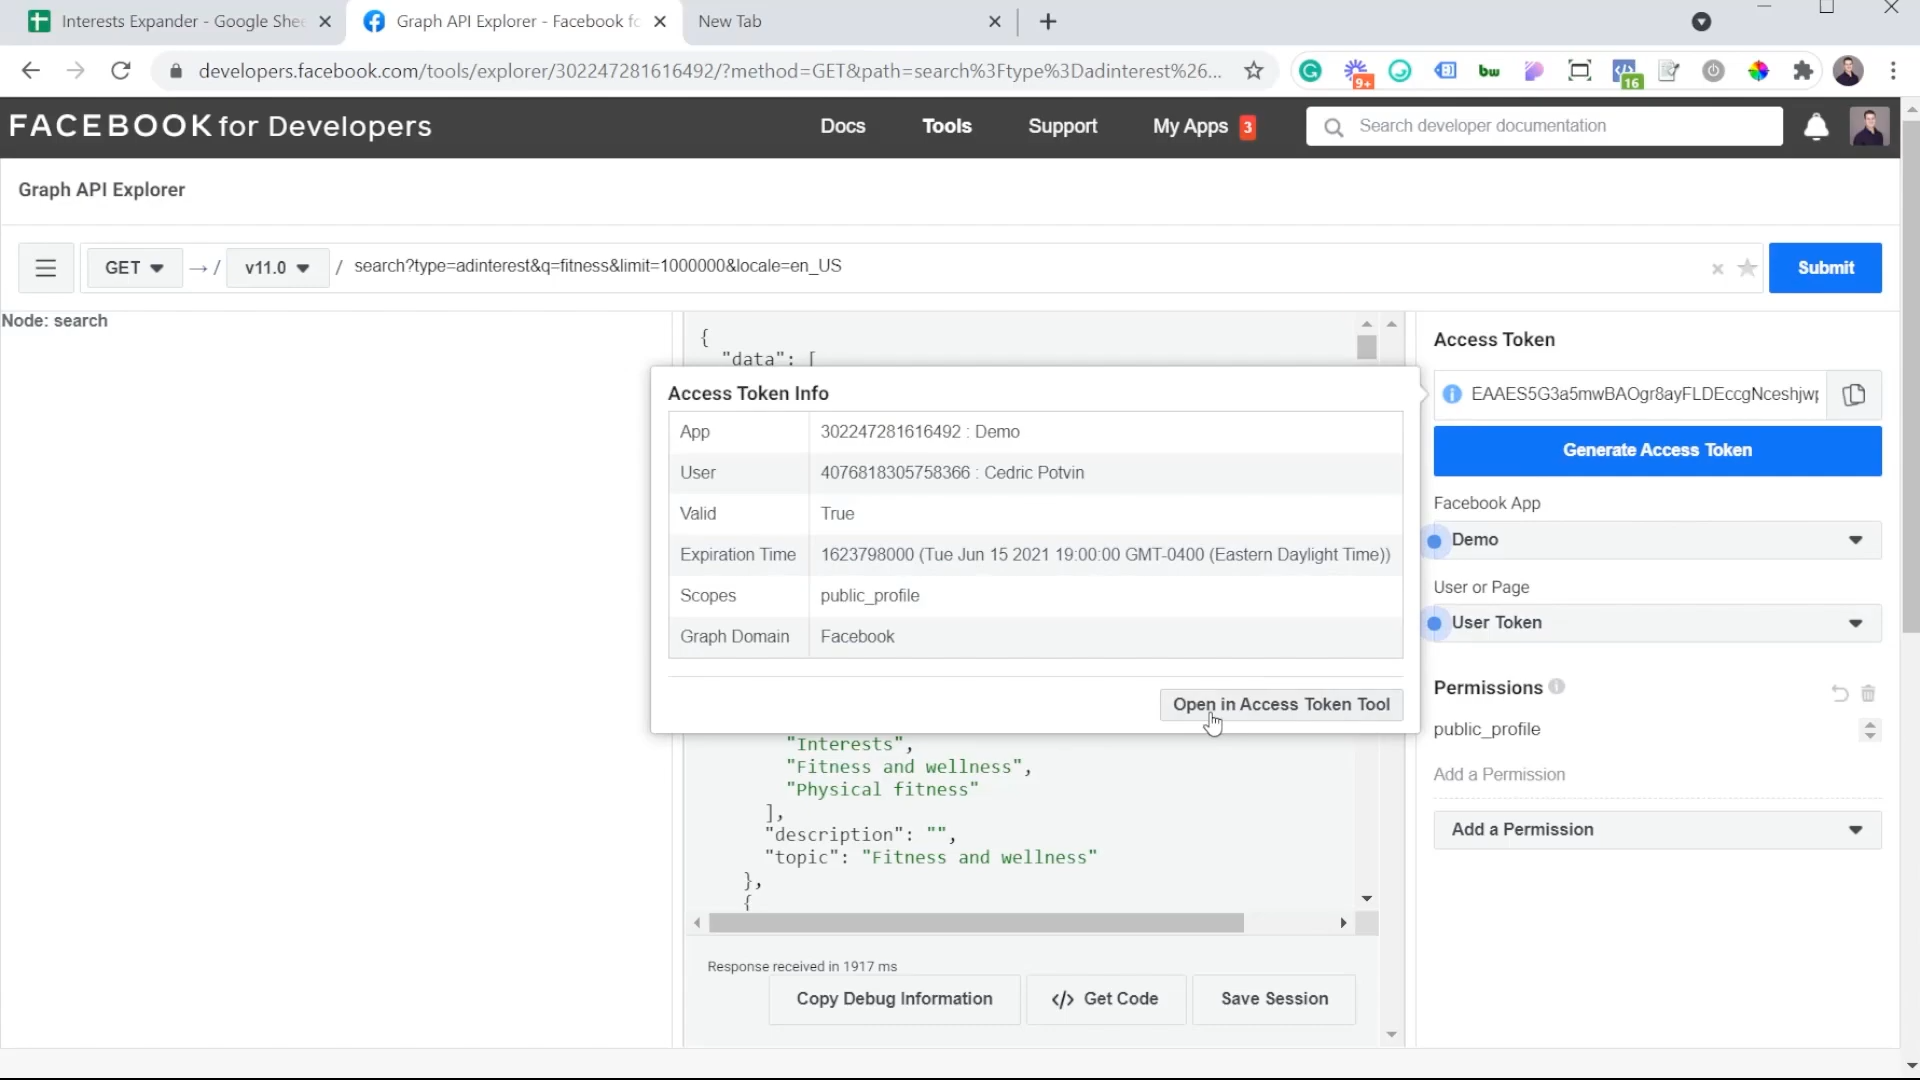 Interests Expander - Google Shee
Graph API Explorer - Facebook fo
New Tab
developers.facebook.com/tools/explorer/302247281616492/?method=GET&path=search%3Ftype%3Dadinterest%26...
9+
bw
16
FACEBOOK for Developers
Docs
Tools
Support
My Apps 3
Search developer documentation
Graph API Explorer
GET → / v11.0 / search?type=adinterest&q=fitness&limit=1000000&locale=en_US
Submit
Node: search
{
"data": [
Access Token Info
App 302247281616492 : Demo
User 4076818305758366 : Cedric Potvin
Valid True
Expiration Time 1623798000 (Tue Jun 15 2021 19:00:00 GMT-0400 (Eastern Daylight Time))
Scopes public_profile
Graph Domain Facebook
Open in Access Token Tool
"Interests",
"Fitness and wellness",
"Physical fitness"
],
"description": "",
"topic": "Fitness and wellness"
},
{
Response received in 1917 ms
Copy Debug Information
</> Get Code
Save Session
Access Token
EAAES5G3a5mwBAOgr8ayFLDEccgNceshjwp
Generate Access Token
Facebook App
Demo
User or Page
User Token
Permissions
public_profile
Add a Permission
Add a Permission